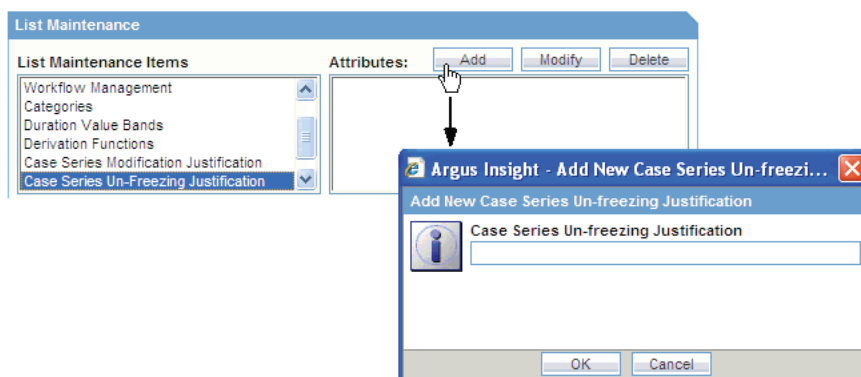 List Maintenance
List Maintenance Items
Attributes:
Add
Modify
Delete
Workflow Management
Categories
Duration Value Bands
Derivation Functions
Case Series Modification Justification
Case Series Un-Freezing Justification
Argus Insight - Add New Case Series Un-freezi...
Add New Case Series Un-freezing Justification
Case Series Un-freezing Justification
OK
Cancel